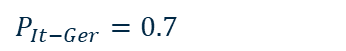 P_{It-Ger} = 0.7